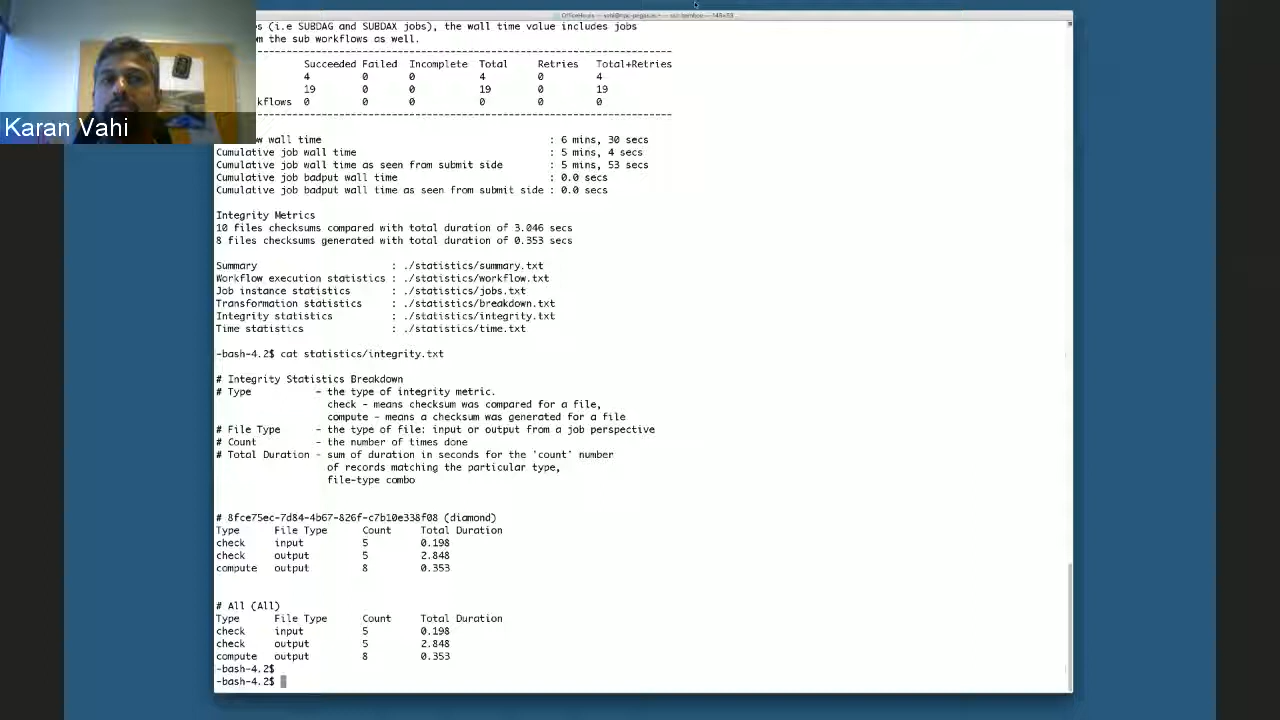 s (i.e SUBDAG and SUBDAX jobs), the wall time value includes jobs
om the sub workflows as well.
Succeeded Failed Incomplete Total Retries Total+Retries
4 0 0 4 0 4
19 0 0 19 0 19
kflows 0 0 0 0 0 0
Karan Vahi
ow wall time : 6 mins, 30 secs
Cumulative job wall time : 5 mins, 4 secs
Cumulative job wall time as seen from submit side : 5 mins, 53 secs
Cumulative job badput wall time : 0.0 secs
Cumulative job badput wall time as seen from submit side : 0.0 secs
Integrity Metrics
10 files checksums compared with total duration of 3.046 secs
8 files checksums generated with total duration of 0.353 secs
Summary : ./statistics/summary.txt
Workflow execution statistics : ./statistics/workflow.txt
Job instance statistics : ./statistics/jobs.txt
Transformation statistics : ./statistics/breakdown.txt
Integrity statistics : ./statistics/integrity.txt
Time statistics : ./statistics/time.txt
-bash-4.2$ cat statistics/integrity.txt
# Integrity Statistics Breakdown
# Type – the type of integrity metric.
check – means checksum was compared for a file,
compute – means a checksum was generated for a file
# File Type – the type of file: input or output from a job perspective
# Count – the number of times done
# Total Duration – sum of duration in seconds for the 'count' number
of records matching the particular type,
file-type combo
# 8fce75ec-7d84-4b67-826f-c7b10e338f08 (diamond)
Type File Type Count Total Duration
check input 5 0.198
check output 5 2.848
compute output 8 0.353
# All (All)
Type File Type Count Total Duration
check input 5 0.198
check output 5 2.848
compute output 8 0.353
-bash-4.2$
-bash-4.2$